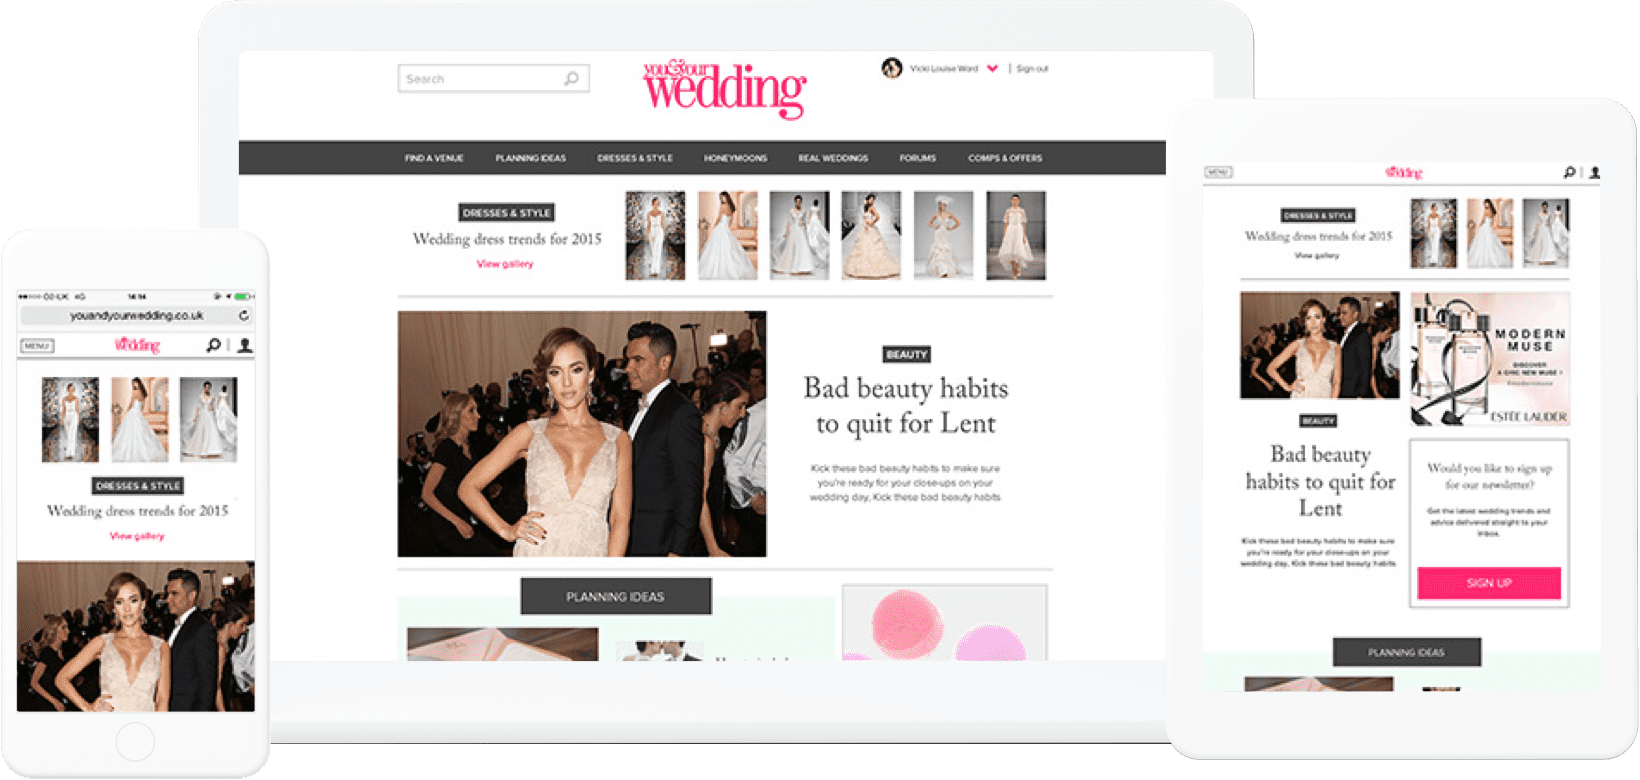 Search
you&your
wedding
Vicki Louise Ward | Sign out
FIND A VENUE PLANNING IDEAS DRESSES & STYLE HONEYMOONS REAL WEDDINGS FORUMS COMPS & OFFERS
DRESSES & STYLE
Wedding dress trends for 2015
View gallery
BEAUTY
Bad beauty habits
to quit for Lent
Kick these bad beauty habits to make sure
you're ready for your close-ups on your
wedding day, Kick these bad beauty habits
PLANNING IDEAS
O2-UK 4G 14:14
youandyourwedding.co.uk
MENU
wedding
DRESSES & STYLE
Wedding dress trends for 2015
View gallery
MENU
wedding
DRESSES & STYLE
Wedding dress trends for 2015
View gallery
MODERN
MUSE
DISCOVER
A CHIC NEW MUSE >
#modernmuse
ESTĒE LAUDER
BEAUTY
Bad beauty
habits to quit for
Lent
Kick these bad beauty habits to make sure
you're ready for your close-ups on your
wedding day, Kick these bad beauty habits
Would you like to sign up
for our newsletter?
Get the latest wedding trends and
advice delivered straight to your
inbox.
SIGN UP
PLANNING IDEAS